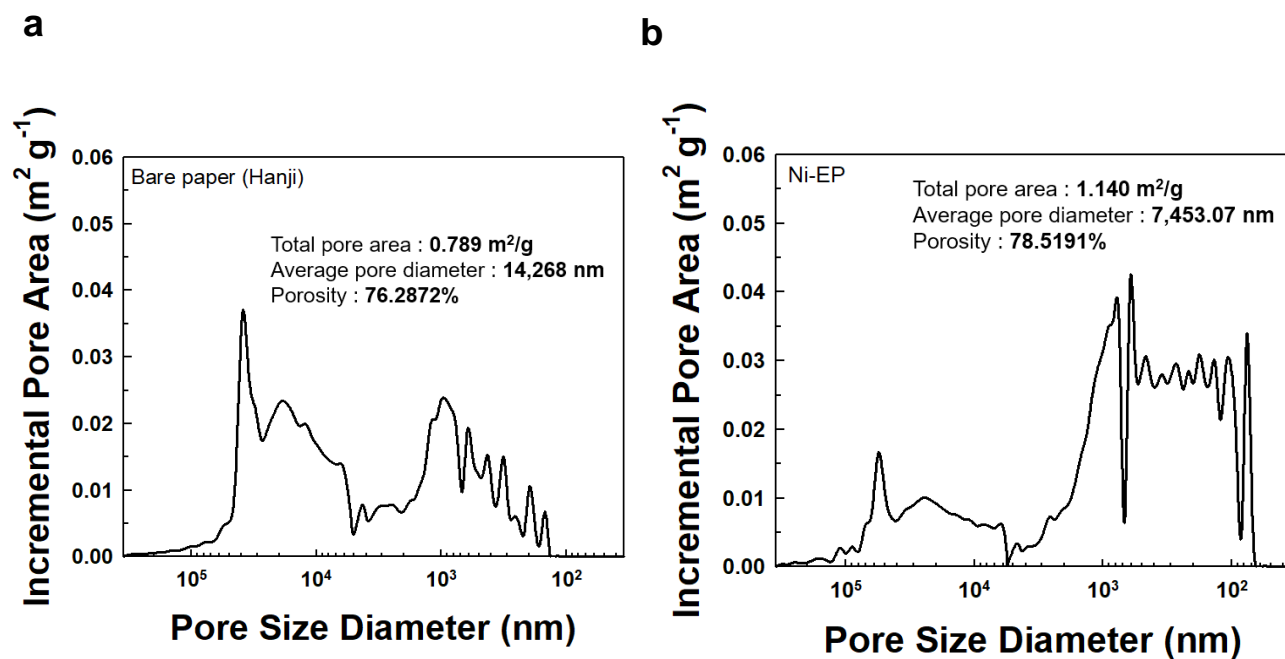 a
Incremental Pore Area (m² g⁻¹)
0.06
0.05
0.04
0.03
0.02
0.01
0.00
Bare paper (Hanji)
Total pore area : 0.789 m²/g
Average pore diameter : 14,268 nm
Porosity : 76.2872%
10⁵ 10⁴ 10³ 10²
Pore Size Diameter (nm)
b
Incremental Pore Area (m² g⁻¹)
0.06
0.05
0.04
0.03
0.02
0.01
0.00
Ni-EP
Total pore area : 1.140 m²/g
Average pore diameter : 7,453.07 nm
Porosity : 78.5191%
10⁵ 10⁴ 10³ 10²
Pore Size Diameter (nm)